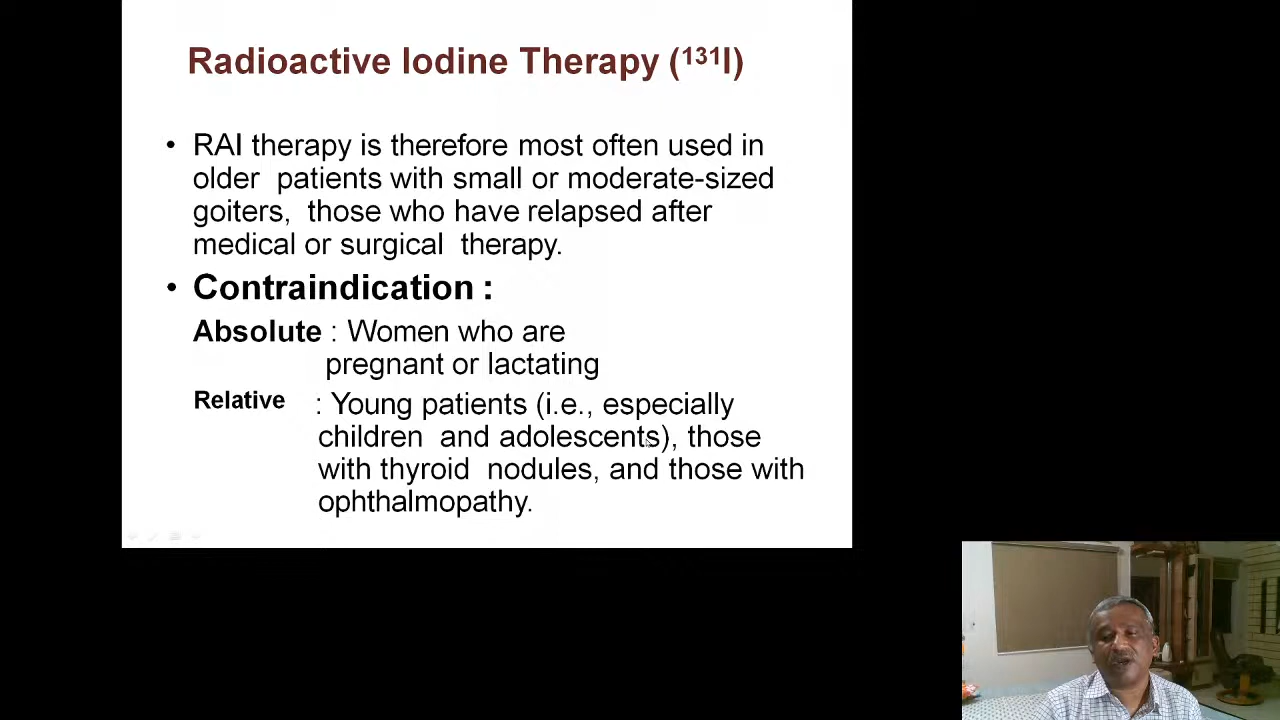 Radioactive Iodine Therapy (¹³¹I)
• RAI therapy is therefore most often used in
older patients with small or moderate-sized
goiters, those who have relapsed after
medical or surgical therapy.
• Contraindication :
Absolute : Women who are
pregnant or lactating
Relative : Young patients (i.e., especially
children and adolescents), those
with thyroid nodules, and those with
ophthalmopathy.